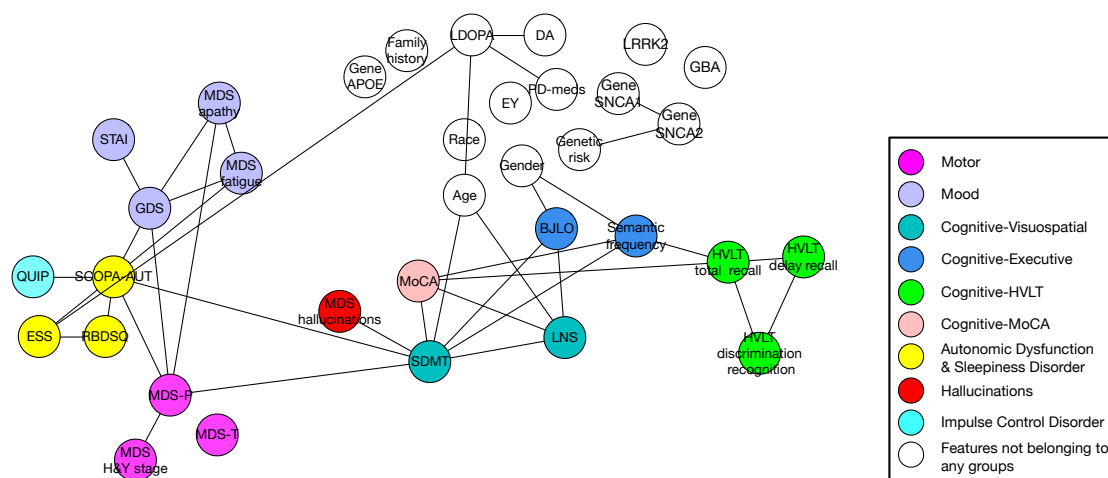 LDOPA
DA
Family
history
LRRK2
GBA
Gene
APOE
PD-meds
EY
Gene
SNCA1
Gene
SNCA2
MDS
apathy
STAI
Race
Genetic
risk
MDS
fatigue
Gender
Age
GDS
BJLO
Semantic
frequency
HVLT
total recall
HVLT
delay recall
QUIP
SCOPA-AUT
MoCA
MDS
hallucinations
ESS
RBDSQ
SDMT
LNS
HVLT
discrimination
recognition
MDS-P
MDS-T
MDS
H&Y stage
Motor
Mood
Cognitive-Visuospatial
Cognitive-Executive
Cognitive-HVLT
Cognitive-MoCA
Autonomic Dysfunction
& Sleepiness Disorder
Hallucinations
Impulse Control Disorder
Features not belonging to
any groups